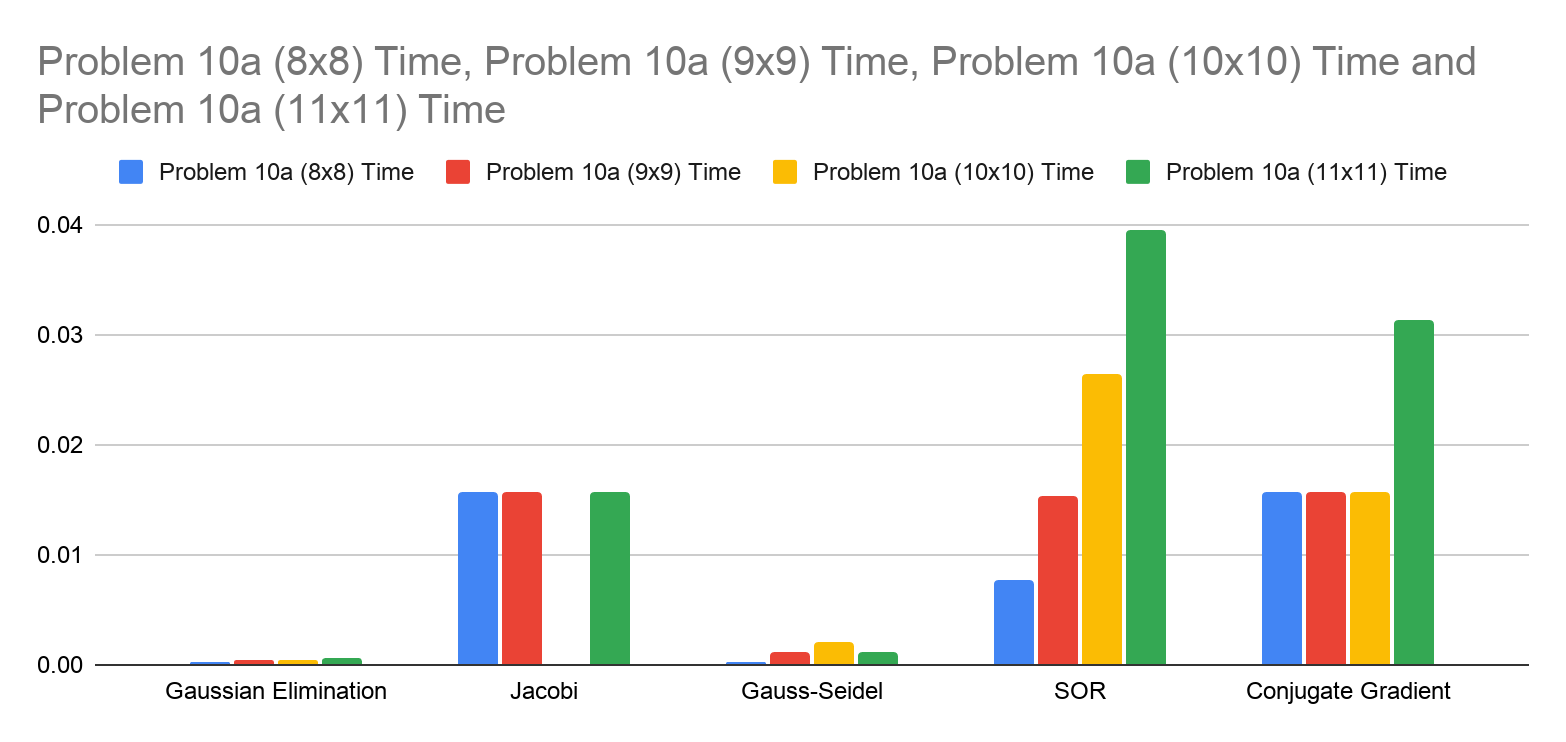 Problem 10a (8x8) Time, Problem 10a (9x9) Time, Problem 10a (10x10) Time and
Problem 10a (11x11) Time
Problem 10a (8x8) Time Problem 10a (9x9) Time Problem 10a (10x10) Time Problem 10a (11x11) Time
0.04
0.03
0.02
0.01
0.00
Gaussian Elimination Jacobi Gauss-Seidel SOR Conjugate Gradient